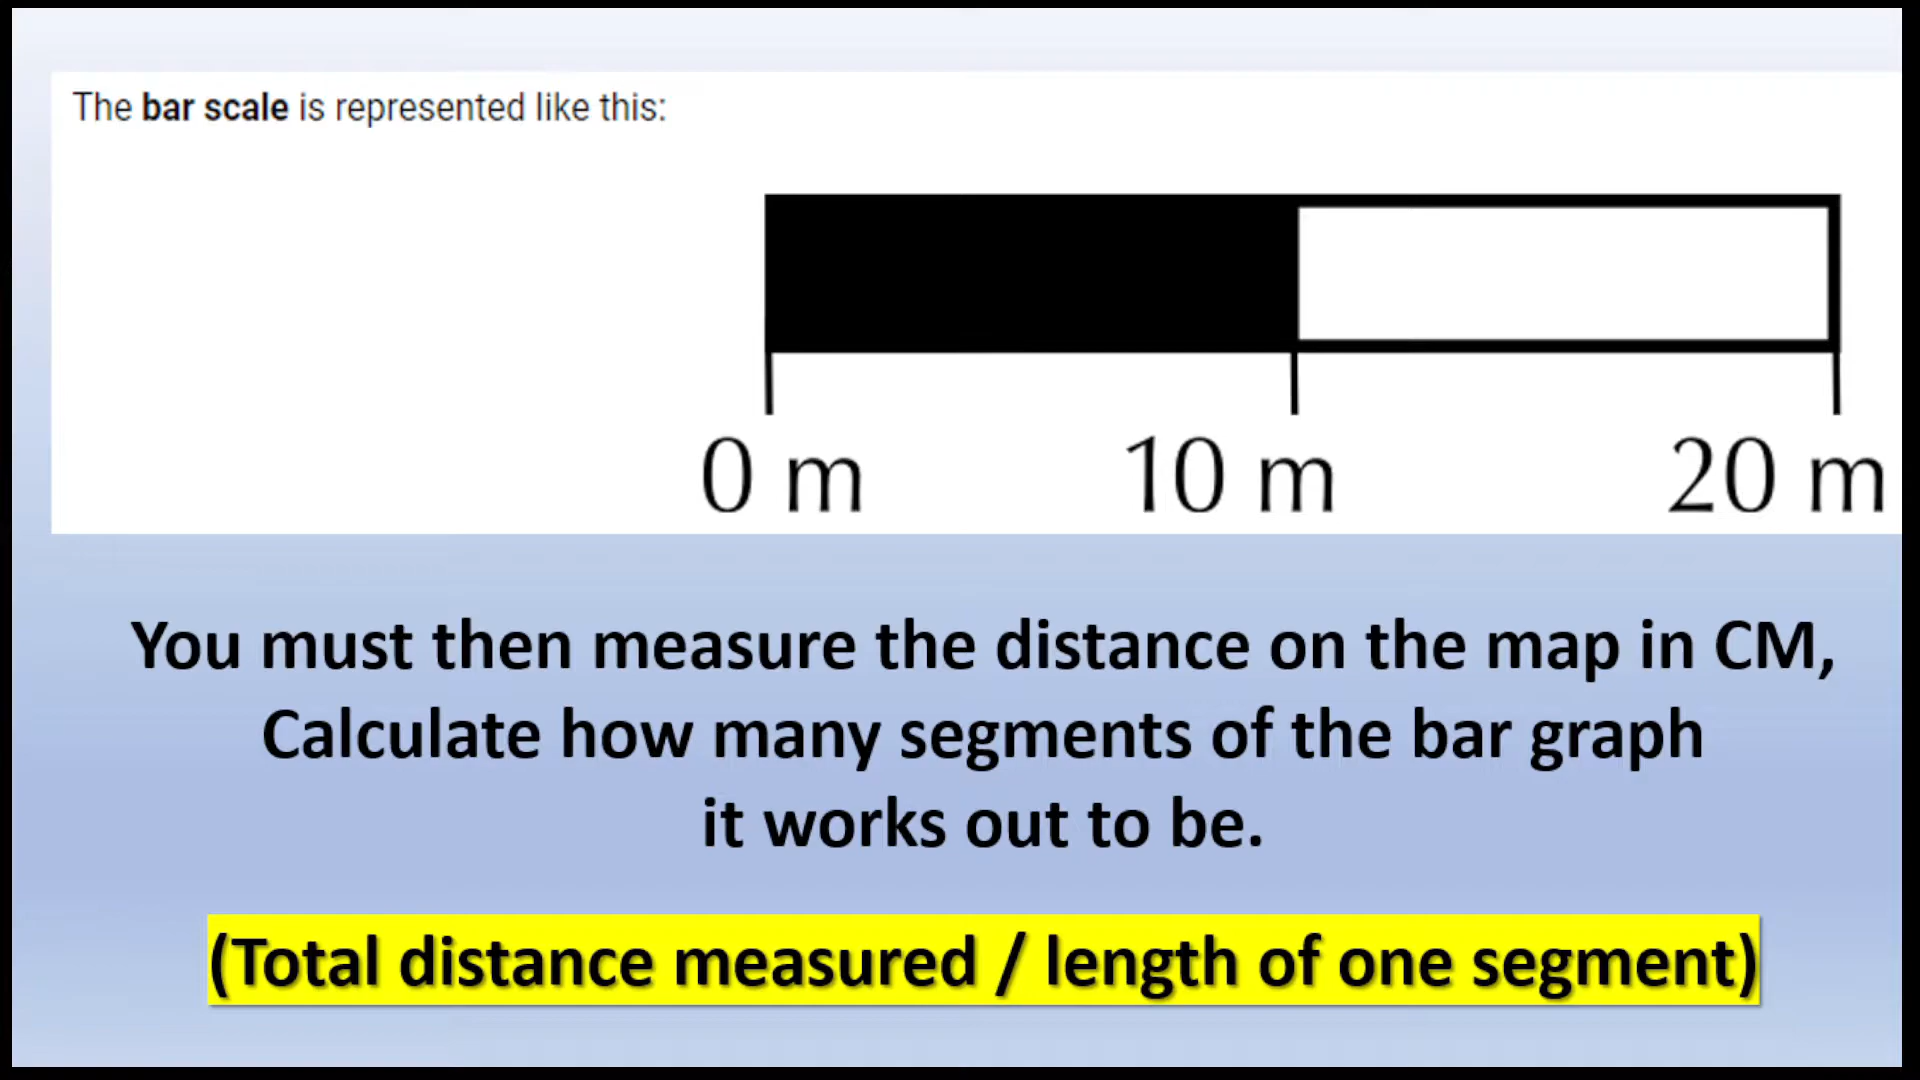 The bar scale is represented like this:
0 m 10 m 20 m
You must then measure the distance on the map in CM,
Calculate how many segments of the bar graph
it works out to be.
(Total distance measured / length of one segment)